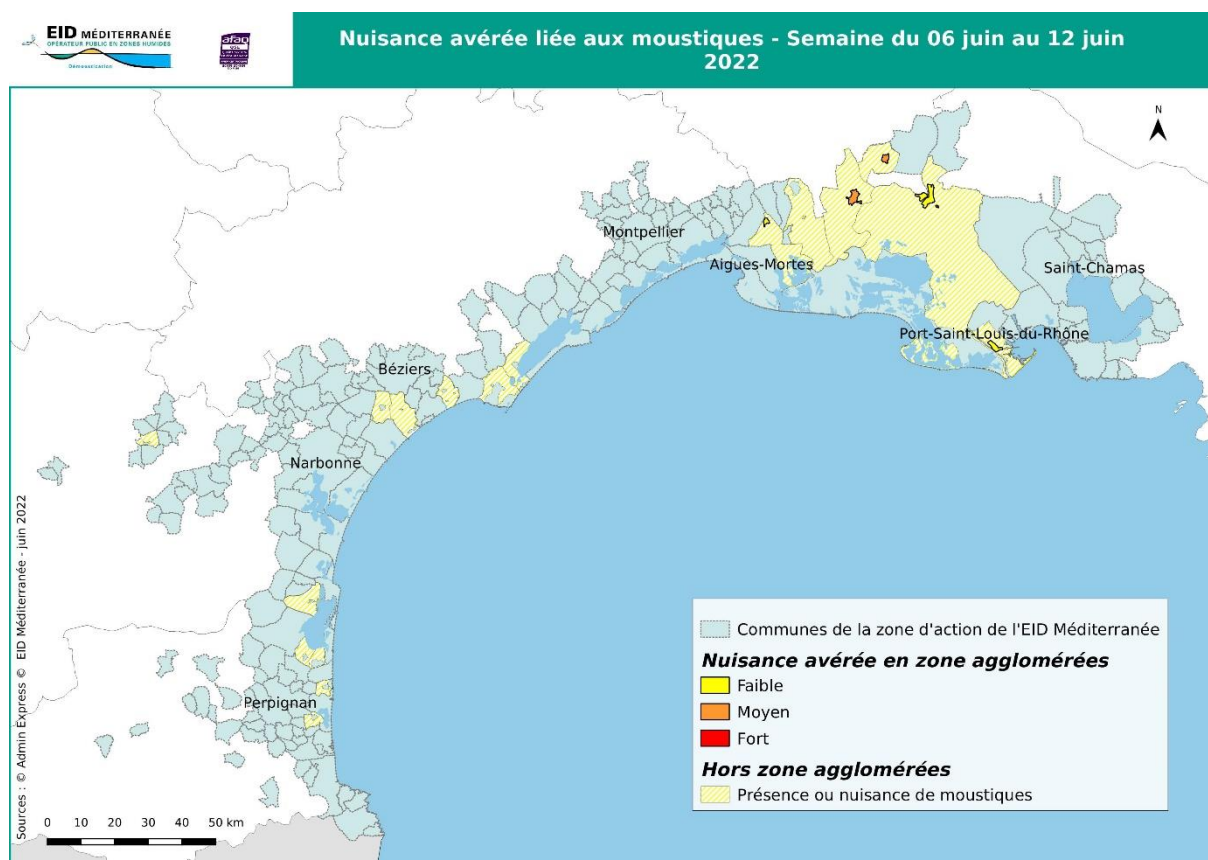 EID MÉDITERRANÉE
OPÉRATEUR PUBLIC EN ZONES HUMIDES
Démoustication
afaq
Nuisance avérée liée aux moustiques - Semaine du 06 juin au 12 juin
2022
N
Montpellier
Aigues-Mortes
Saint-Chamas
Port-Saint-Louis-du-Rhône
Béziers
Narbonne
Perpignan
Communes de la zone d'action de l'EID Méditerranée
Nuisance avérée en zone agglomérées
Faible
Moyen
Fort
Hors zone agglomérées
Présence ou nuisance de moustiques
0 10 20 30 40 50 km
Sources : © Admin Express © EID Méditerranée - juin 2022